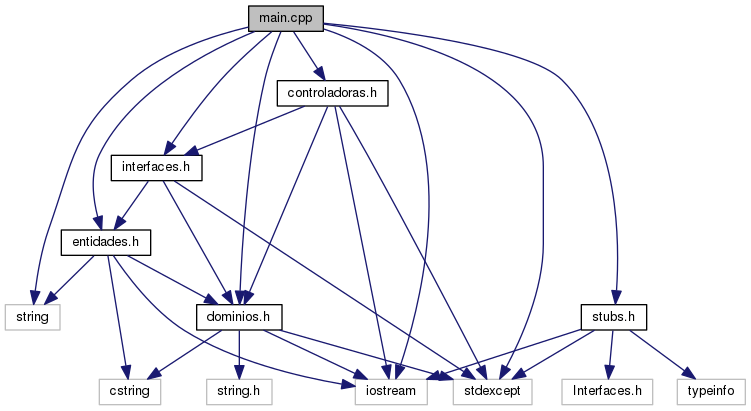 main.cpp
controladoras.h
interfaces.h
entidades.h
string
dominios.h
stubs.h
cstring
string.h
iostream
stdexcept
Interfaces.h
typeinfo